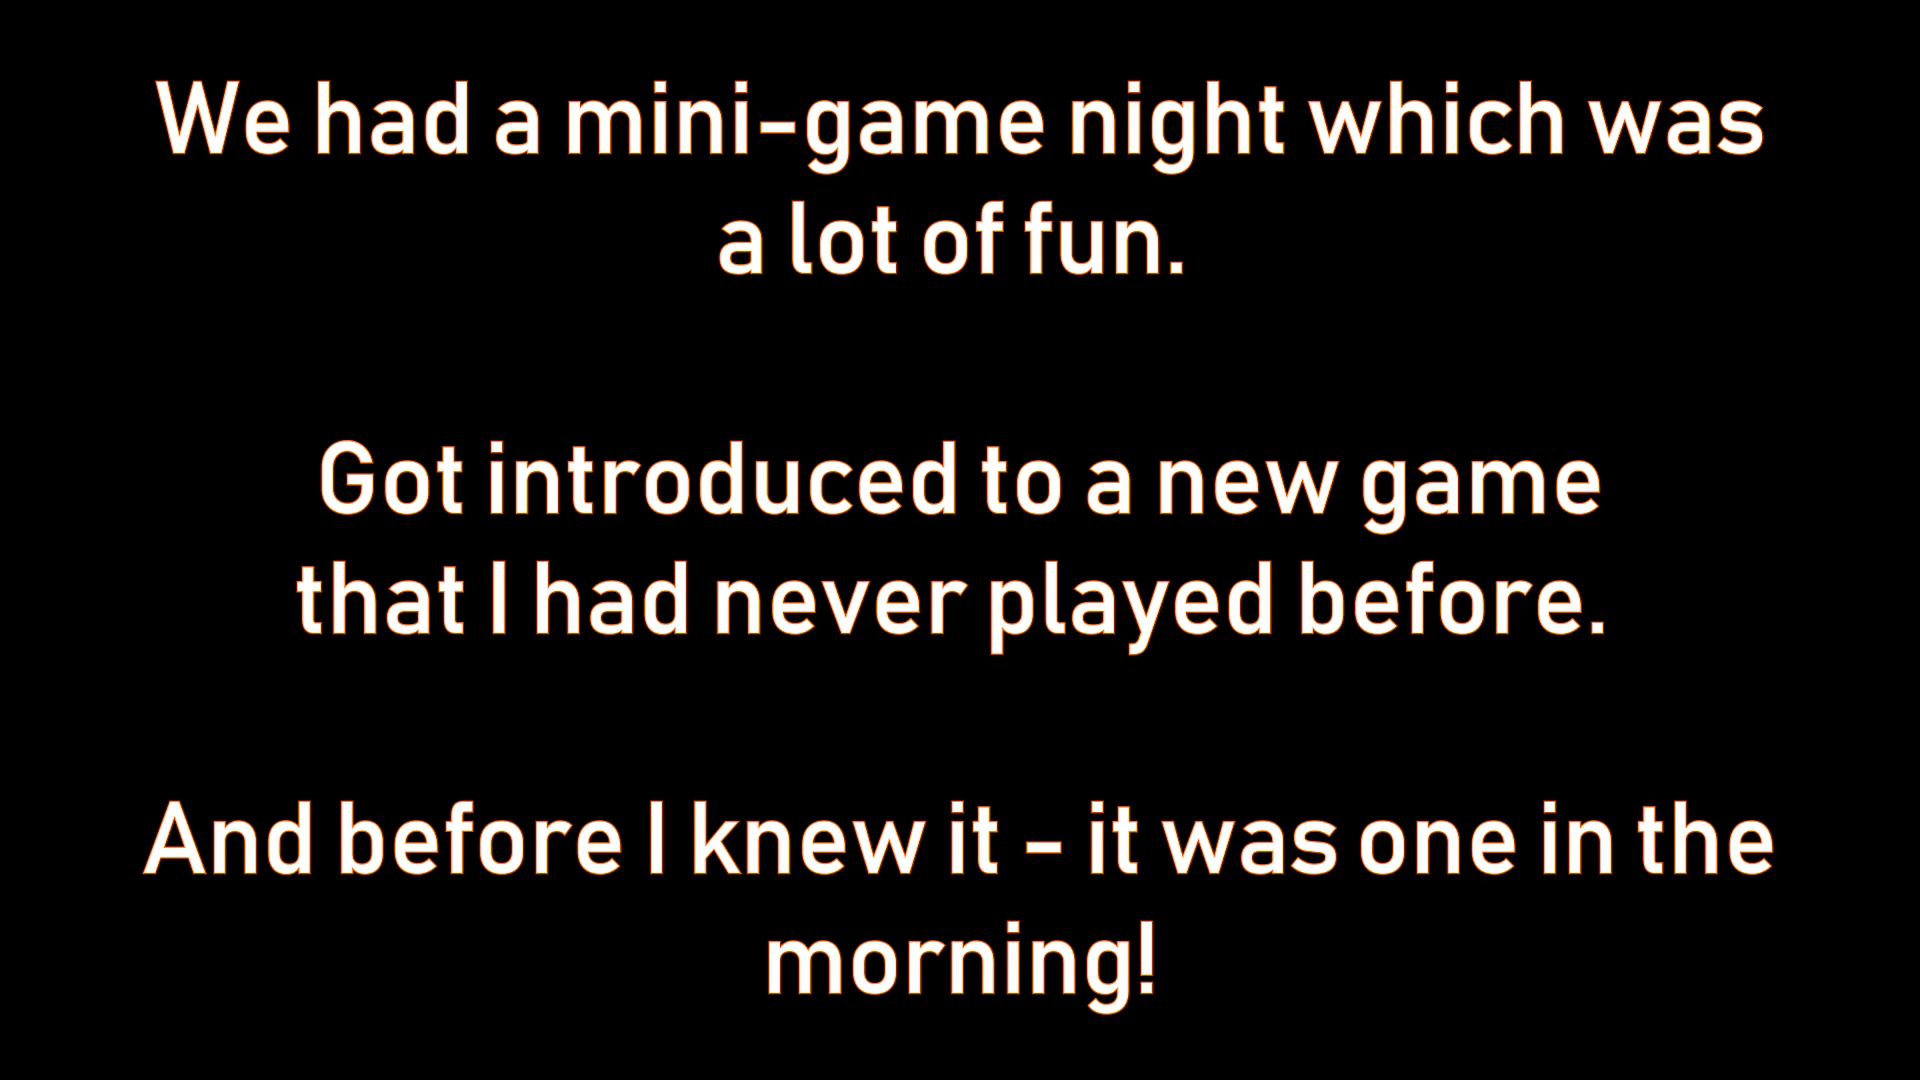 We had a mini-game night which was
a lot of fun.
Got introduced to a new game
that I had never played before.
And before I knew it - it was one in the
morning!